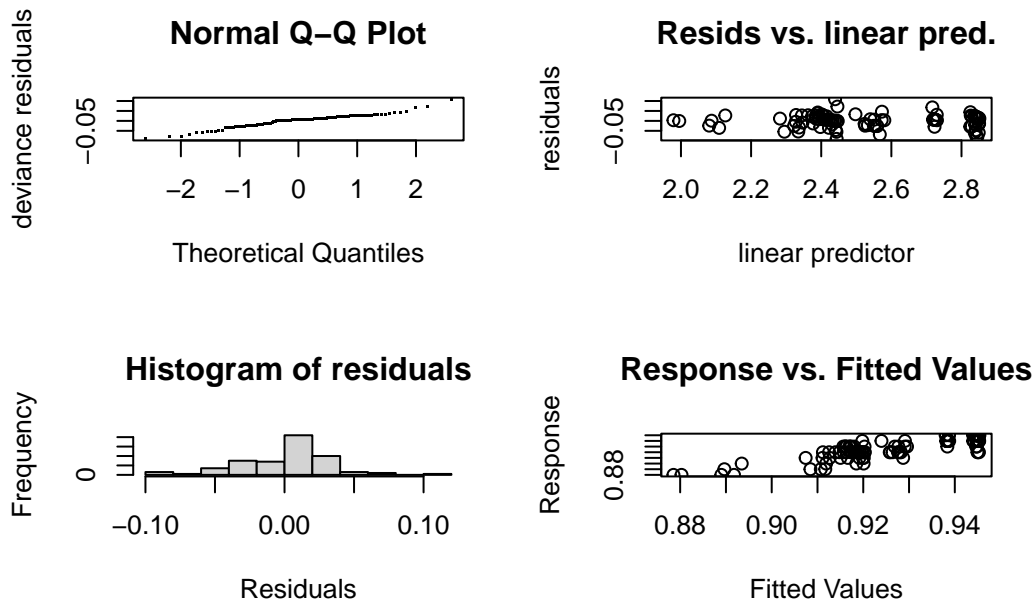 Normal Q−Q Plot
deviance residuals
−0.05
−2 −1 0 1 2
Theoretical Quantiles
Resids vs. linear pred.
residuals
−0.05
2.0 2.2 2.4 2.6 2.8
linear predictor
Histogram of residuals
Frequency
0
−0.10 0.00 0.10
Residuals
Response vs. Fitted Values
Response
0.88
0.88 0.90 0.92 0.94
Fitted Values